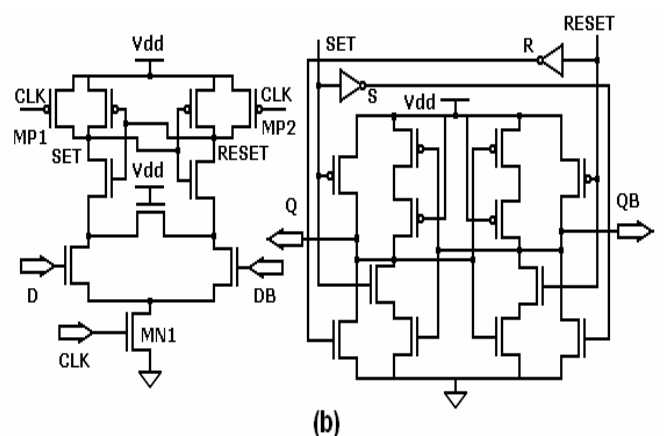 Vdd
CLK
CLK
MP1
MP2
SET
RESET
Vdd
D
DB
CLK
MN1
SET
RESET
R
S
Vdd
Q
QB
(b)